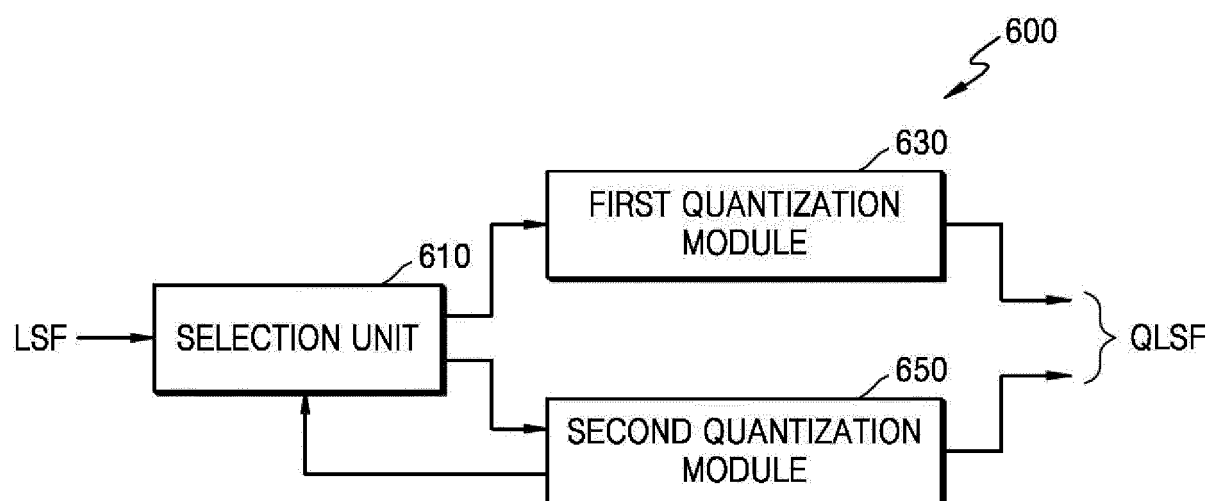 600
630
FIRST QUANTIZATION
MODULE
610
LSF
SELECTION UNIT
QLSF
650
SECOND QUANTIZATION
MODULE